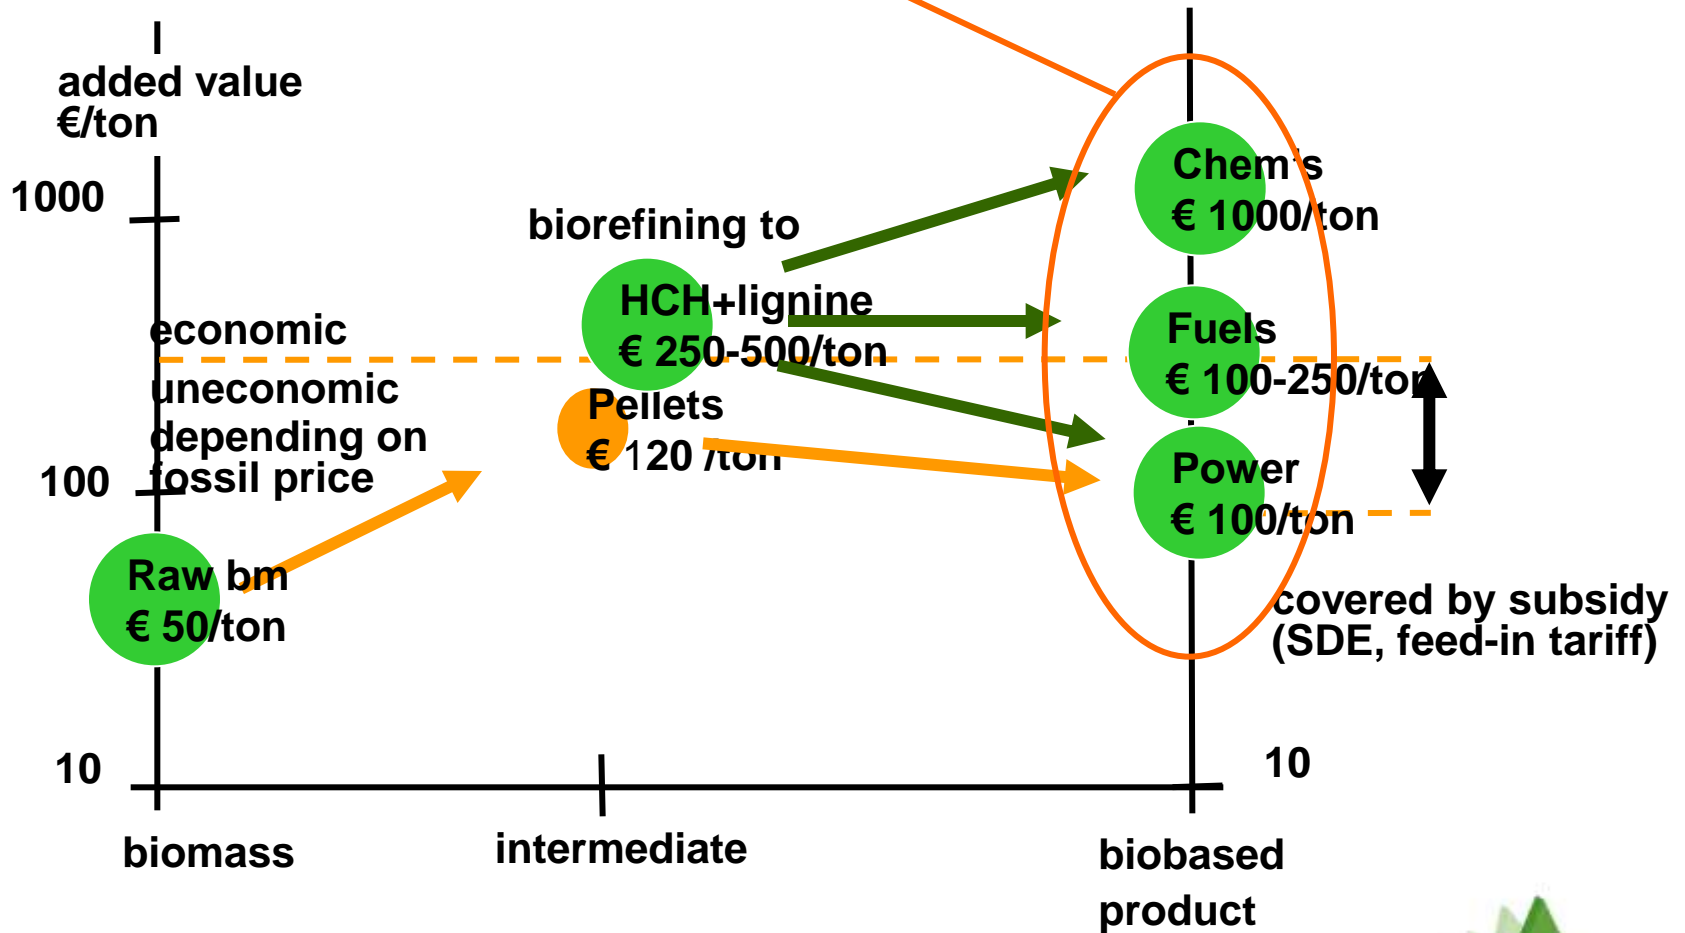 added value
€/ton
1000
biorefining to
Chem's
€ 1000/ton
HCH+lignine
€ 250-500/ton
economic
uneconomic
depending on
fossil price
Fuels
€ 100-250/ton
Pellets
€ 120 /ton
100
Power
€ 100/ton
Raw bm
€ 50/ton
covered by subsidy
(SDE, feed-in tariff)
10
10
biomass
intermediate
biobased
product